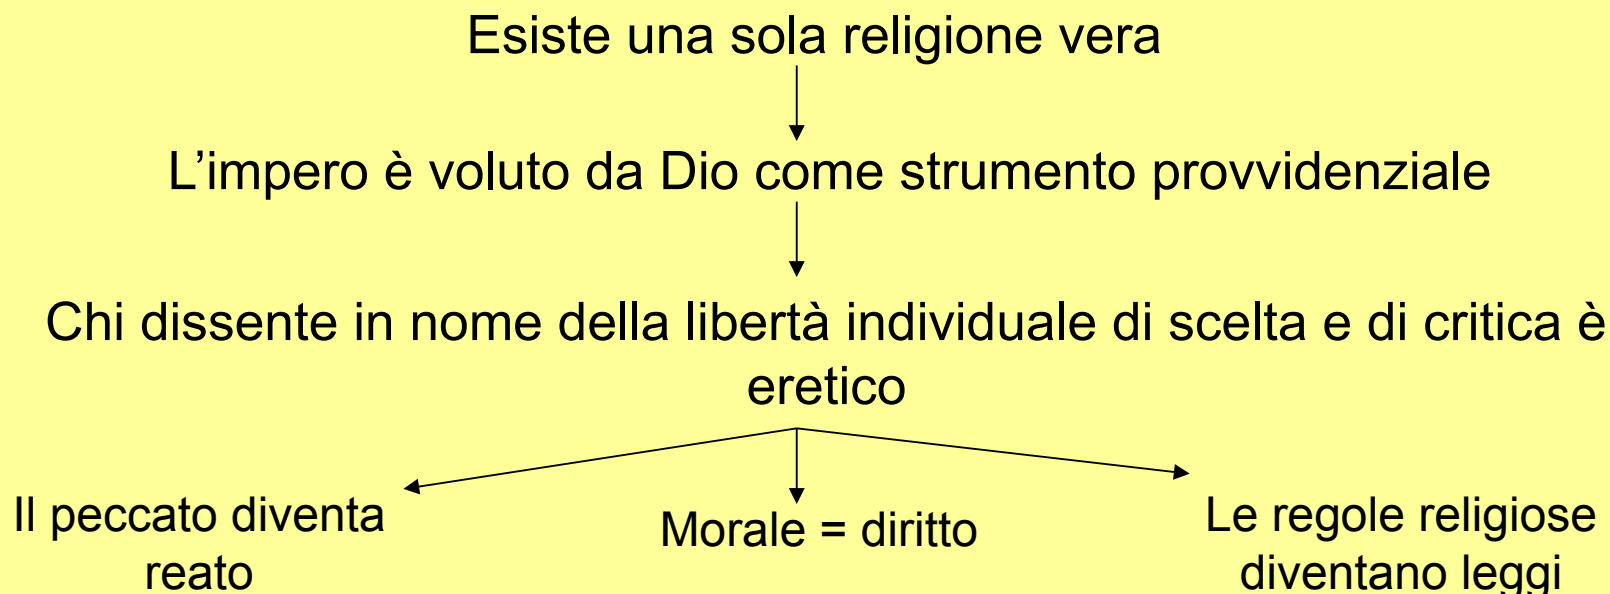 Esiste una sola religione vera
L’impero è voluto da Dio come strumento provvidenziale
Chi dissente in nome della libertà individuale di scelta e di critica è
eretico
Il peccato diventa
reato
Morale = diritto
Le regole religiose
diventano leggi